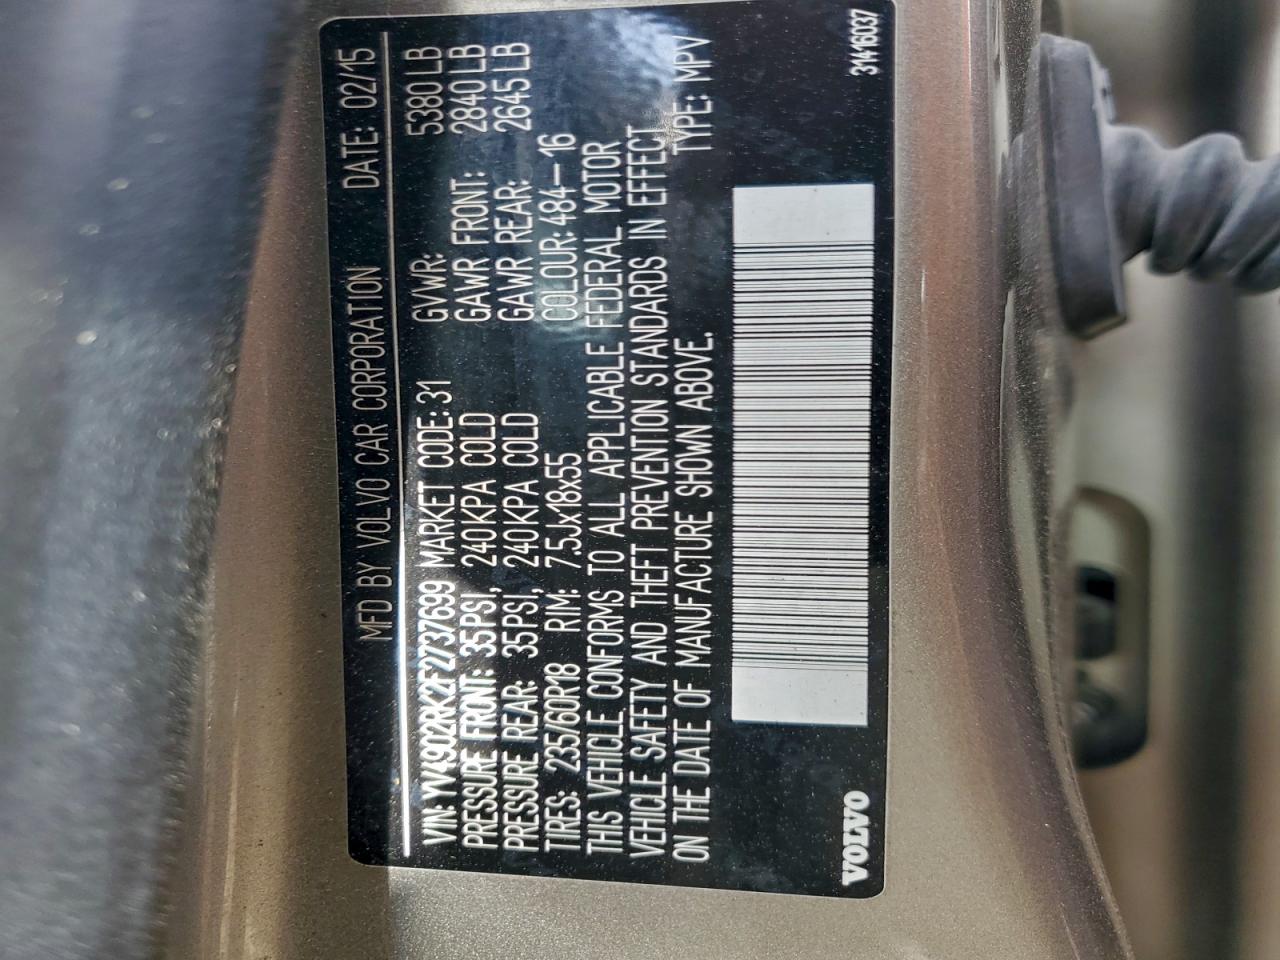 MFD BY VOLVO CAR CORPORATION DATE: 02/15
VIN: YV4902RK2F2737699 MARKET CODE: 31 GVWR: 5380 LB
PRESSURE FRONT: 35PSI, 240KPA COLD GAWR FRONT: 2840 LB
PRESSURE REAR: 35PSI, 240KPA COLD GAWR REAR: 2645 LB
TIRES: 235/60R18 RIM: 7.5Jx18x55 COLOUR: 484-16
THIS VEHICLE CONFORMS TO ALL APPLICABLE FEDERAL MOTOR
VEHICLE SAFETY AND THEFT PREVENTION STANDARDS IN EFFECT
ON THE DATE OF MANUFACTURE SHOWN ABOVE. TYPE: MPV
VOLVO 31416037